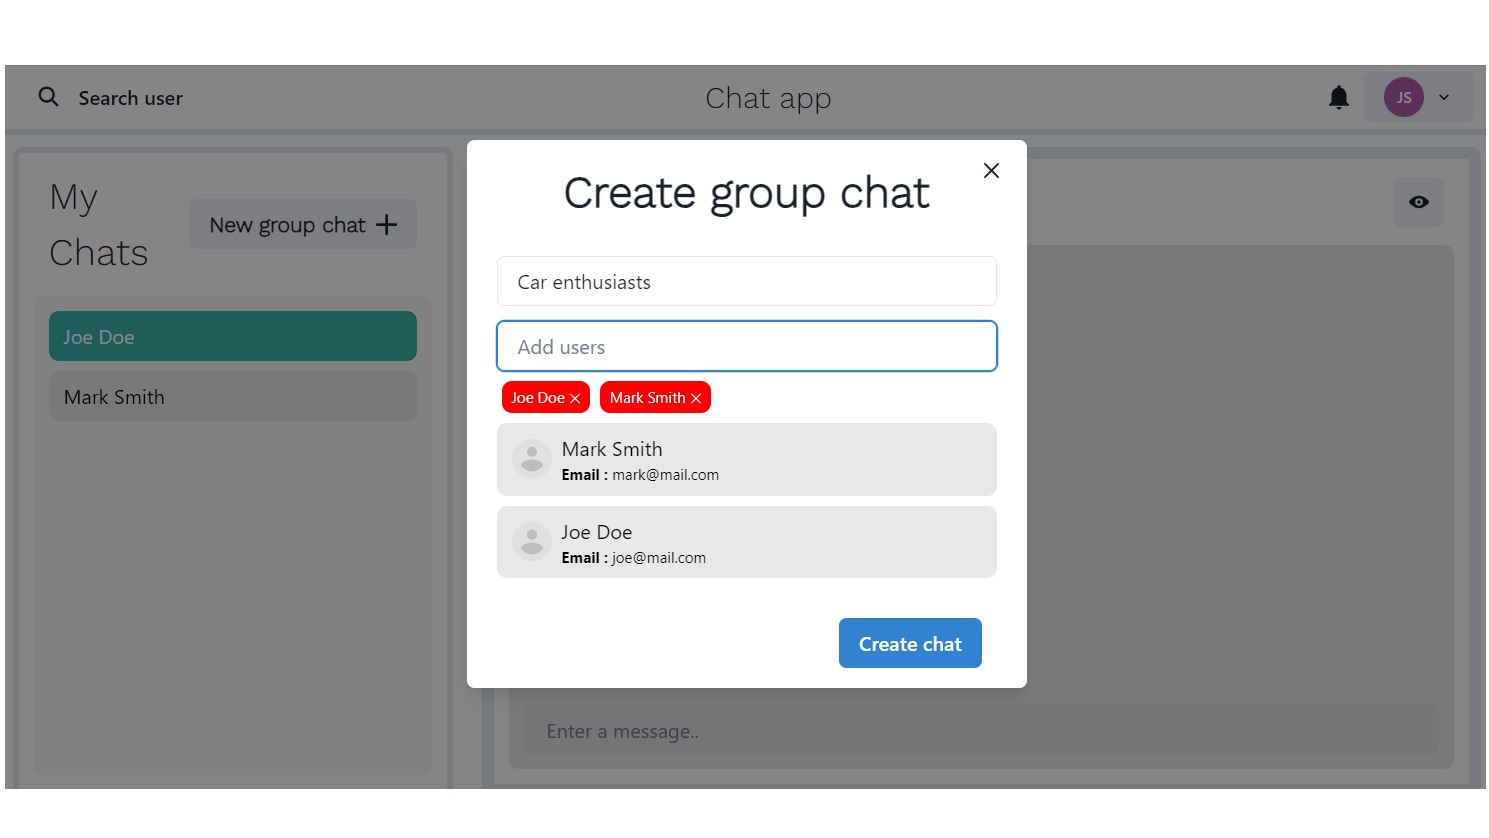 Search user
Chat app
JS
My
Chats
New group chat
Joe Doe
Mark Smith
Create group chat
Car enthusiasts
Add users
Joe Doe
Mark Smith
Mark Smith
Email : mark@mail.com
Joe Doe
Email : joe@mail.com
Create chat
Enter a message..